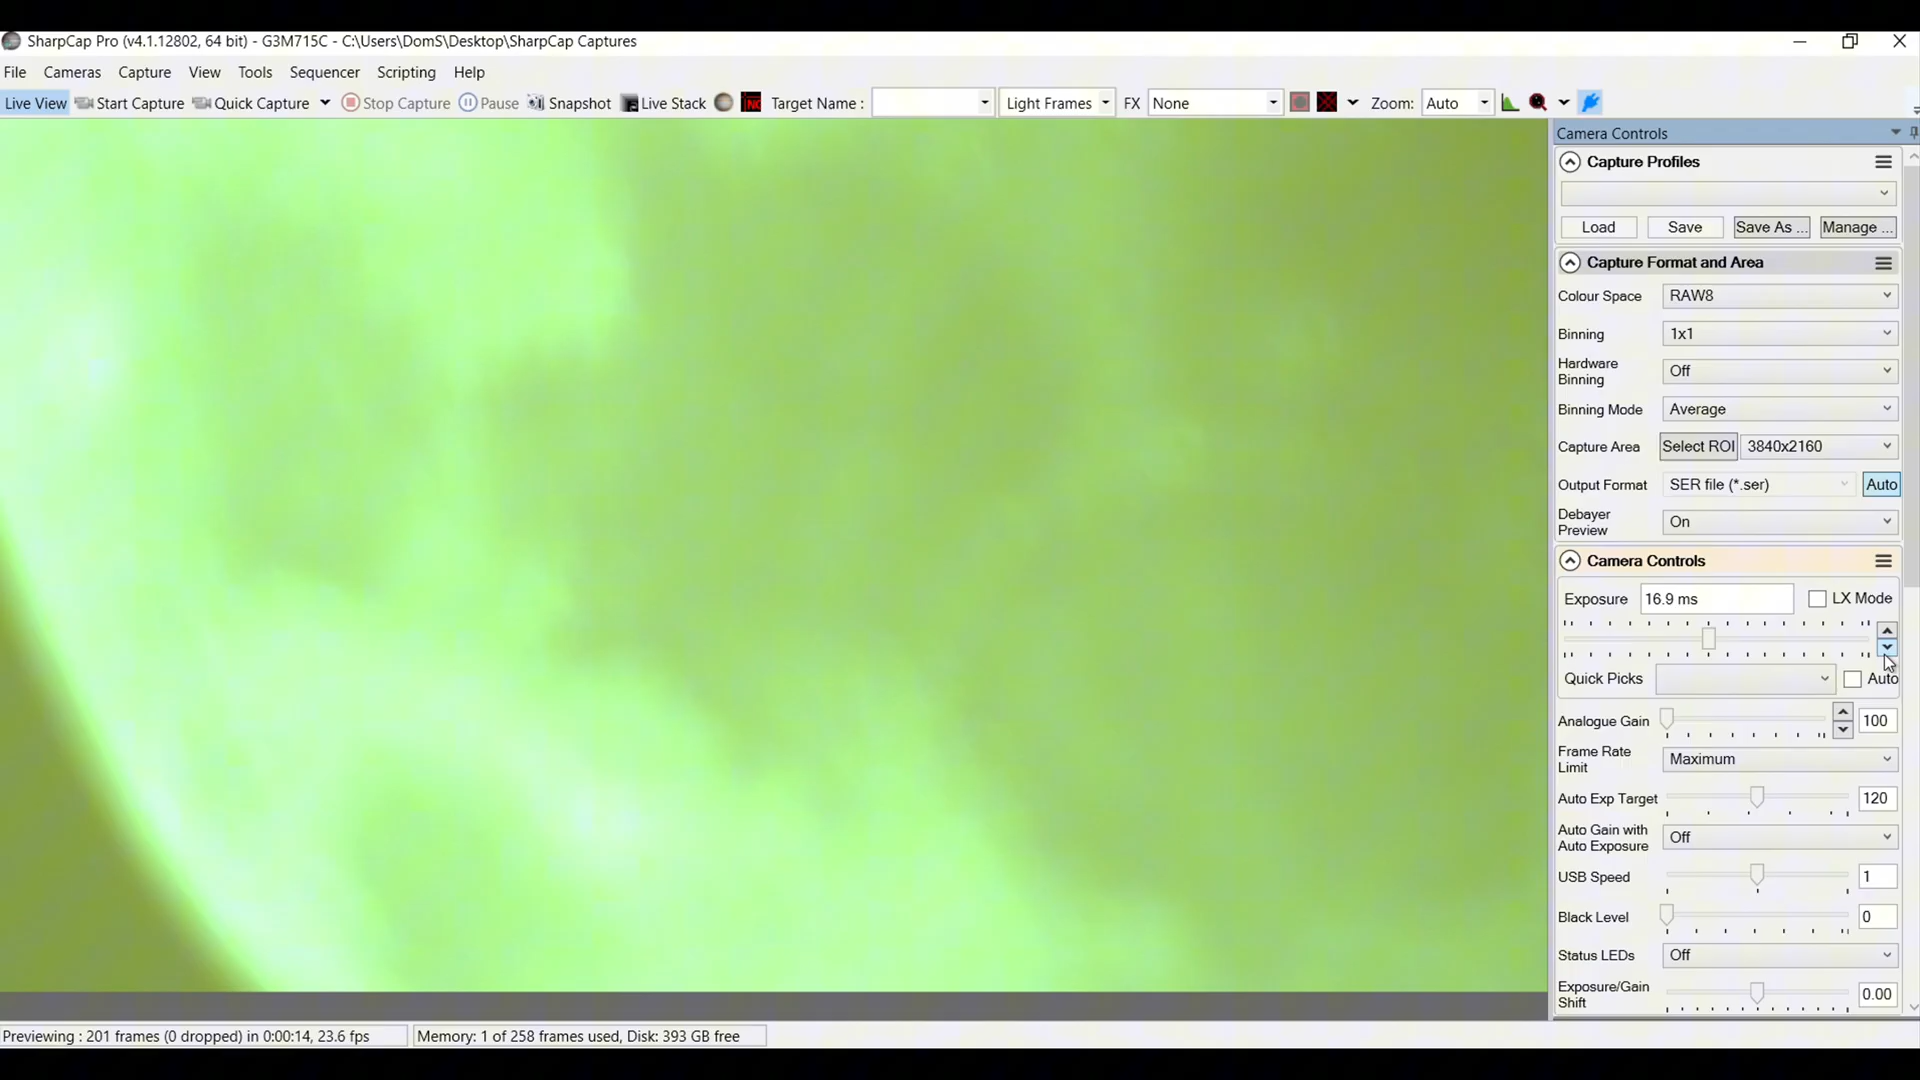 SharpCap Pro (v4.1.12802, 64 bit) - G3M715C - C:\Users\DomS\Desktop\SharpCap Captures
File Cameras Capture View Tools Sequencer Scripting Help
Live View Start Capture Quick Capture Stop Capture Pause Snapshot Live Stack Target Name : Light Frames FX None Zoom: Auto
Camera Controls
Capture Profiles
Load Save Save As ... Manage ...
Capture Format and Area
Colour Space RAW8
Binning 1x1
Hardware
Binning Off
Binning Mode Average
Capture Area Select ROI 3840x2160
Output Format SER file (*.ser) Auto
Debayer
Preview On
Camera Controls
Exposure 16.9 ms LX Mode
Quick Picks Auto
Analogue Gain 100
Frame Rate
Limit Maximum
Auto Exp Target 120
Auto Gain with
Auto Exposure Off
USB Speed 1
Black Level 0
Status LEDs Off
Exposure/Gain
Shift 0.00
Previewing : 201 frames (0 dropped) in 0:00:14, 23.6 fps Memory: 1 of 258 frames used, Disk: 393 GB free